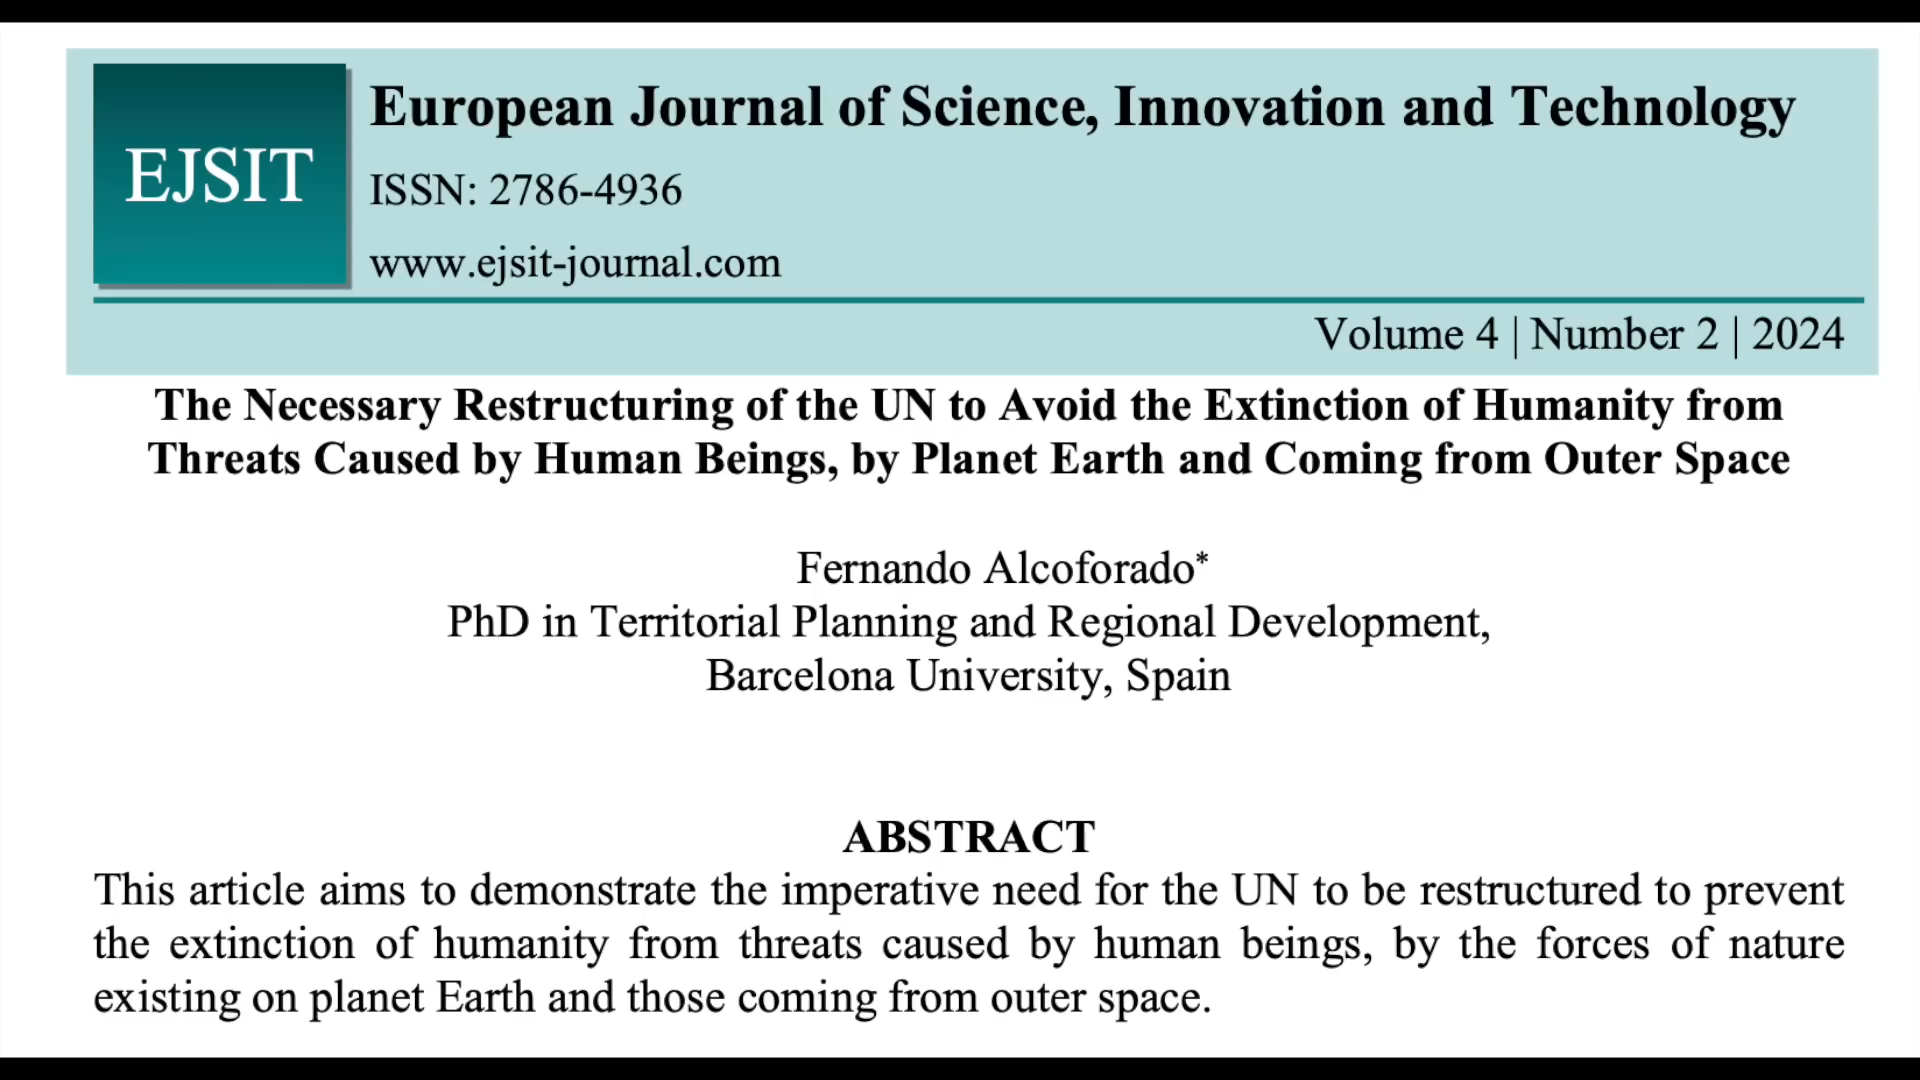 EJSIT
European Journal of Science, Innovation and Technology
ISSN: 2786-4936
www.ejsit-journal.com
Volume 4 | Number 2 | 2024
The Necessary Restructuring of the UN to Avoid the Extinction of Humanity from
Threats Caused by Human Beings, by Planet Earth and Coming from Outer Space
Fernando Alcoforado*
PhD in Territorial Planning and Regional Development,
Barcelona University, Spain
ABSTRACT
This article aims to demonstrate the imperative need for the UN to be restructured to prevent
the extinction of humanity from threats caused by human beings, by the forces of nature
existing on planet Earth and those coming from outer space.